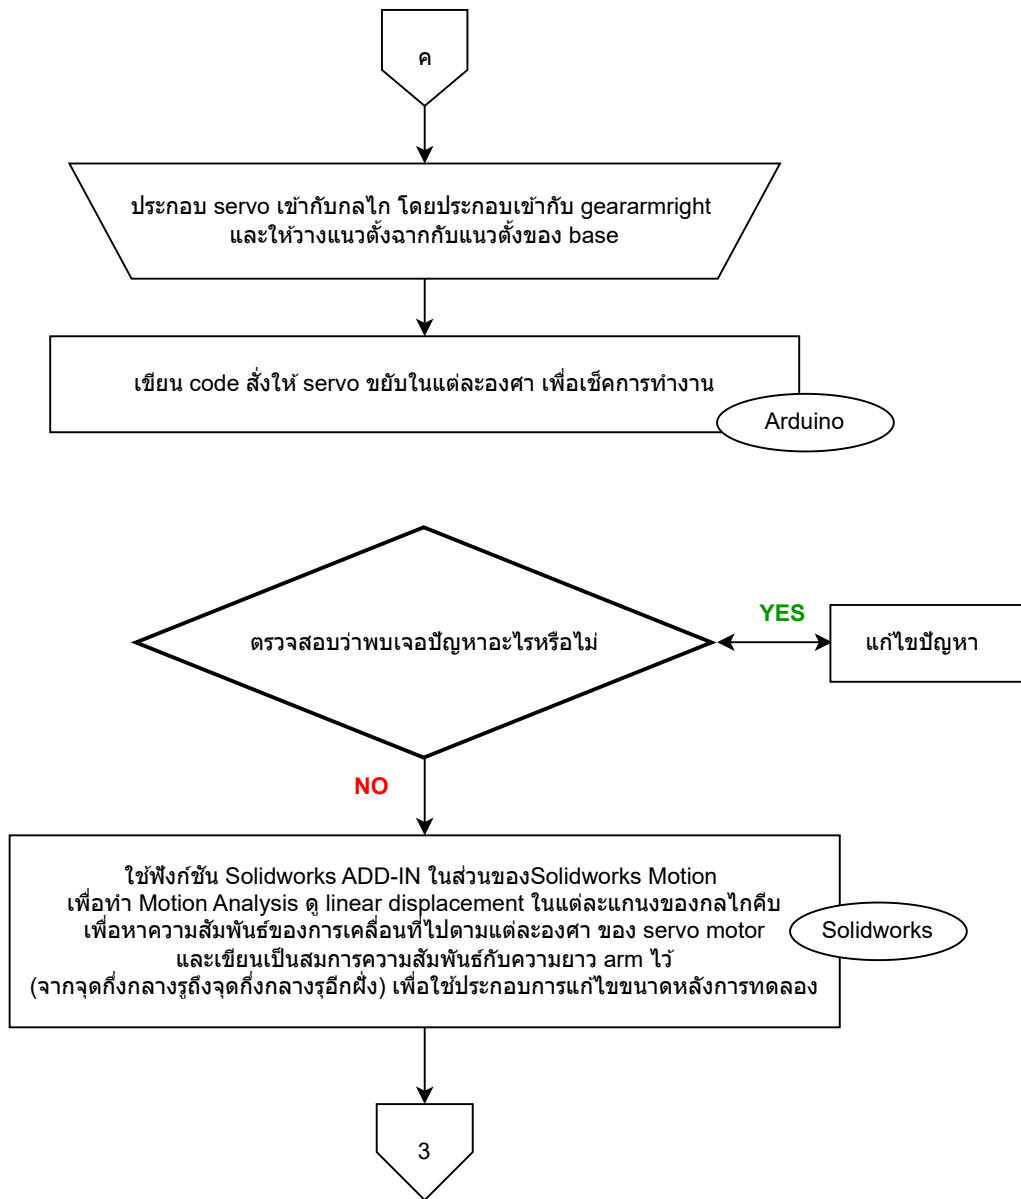 ค
ประกอบ servo เข้ากับกลไก โดยประกอบเข้ากับ geararmright
และให้วางแนวตั้งฉากกับแนวตั้งของ base
เขียน code สั่งให้ servo ขยับในแต่ละองศา เพื่อเช็คการทำงาน
Arduino
ตรวจสอบว่าพบเจอปัญหาอะไรหรือไม่
YES
แก้ไขปัญหา
NO
ใช้ฟังก์ชัน Solidworks ADD-IN ในส่วนของSolidworks Motion
เพื่อทำ Motion Analysis ดู linear displacement ในแต่ละแกนงของกลไกคีบ
เพื่อหาความสัมพันธ์ของการเคลื่อนที่ไปตามแต่ละองศา ของ servo motor
และเขียนเป็นสมการความสัมพันธ์กับความยาว arm ไว้
(จากจุดกึ่งกลางรูถึงจุดกึ่งกลางรุอีกฝั่ง) เพื่อใช้ประกอบการแก้ไขขนาดหลังการทดลอง
Solidworks
3